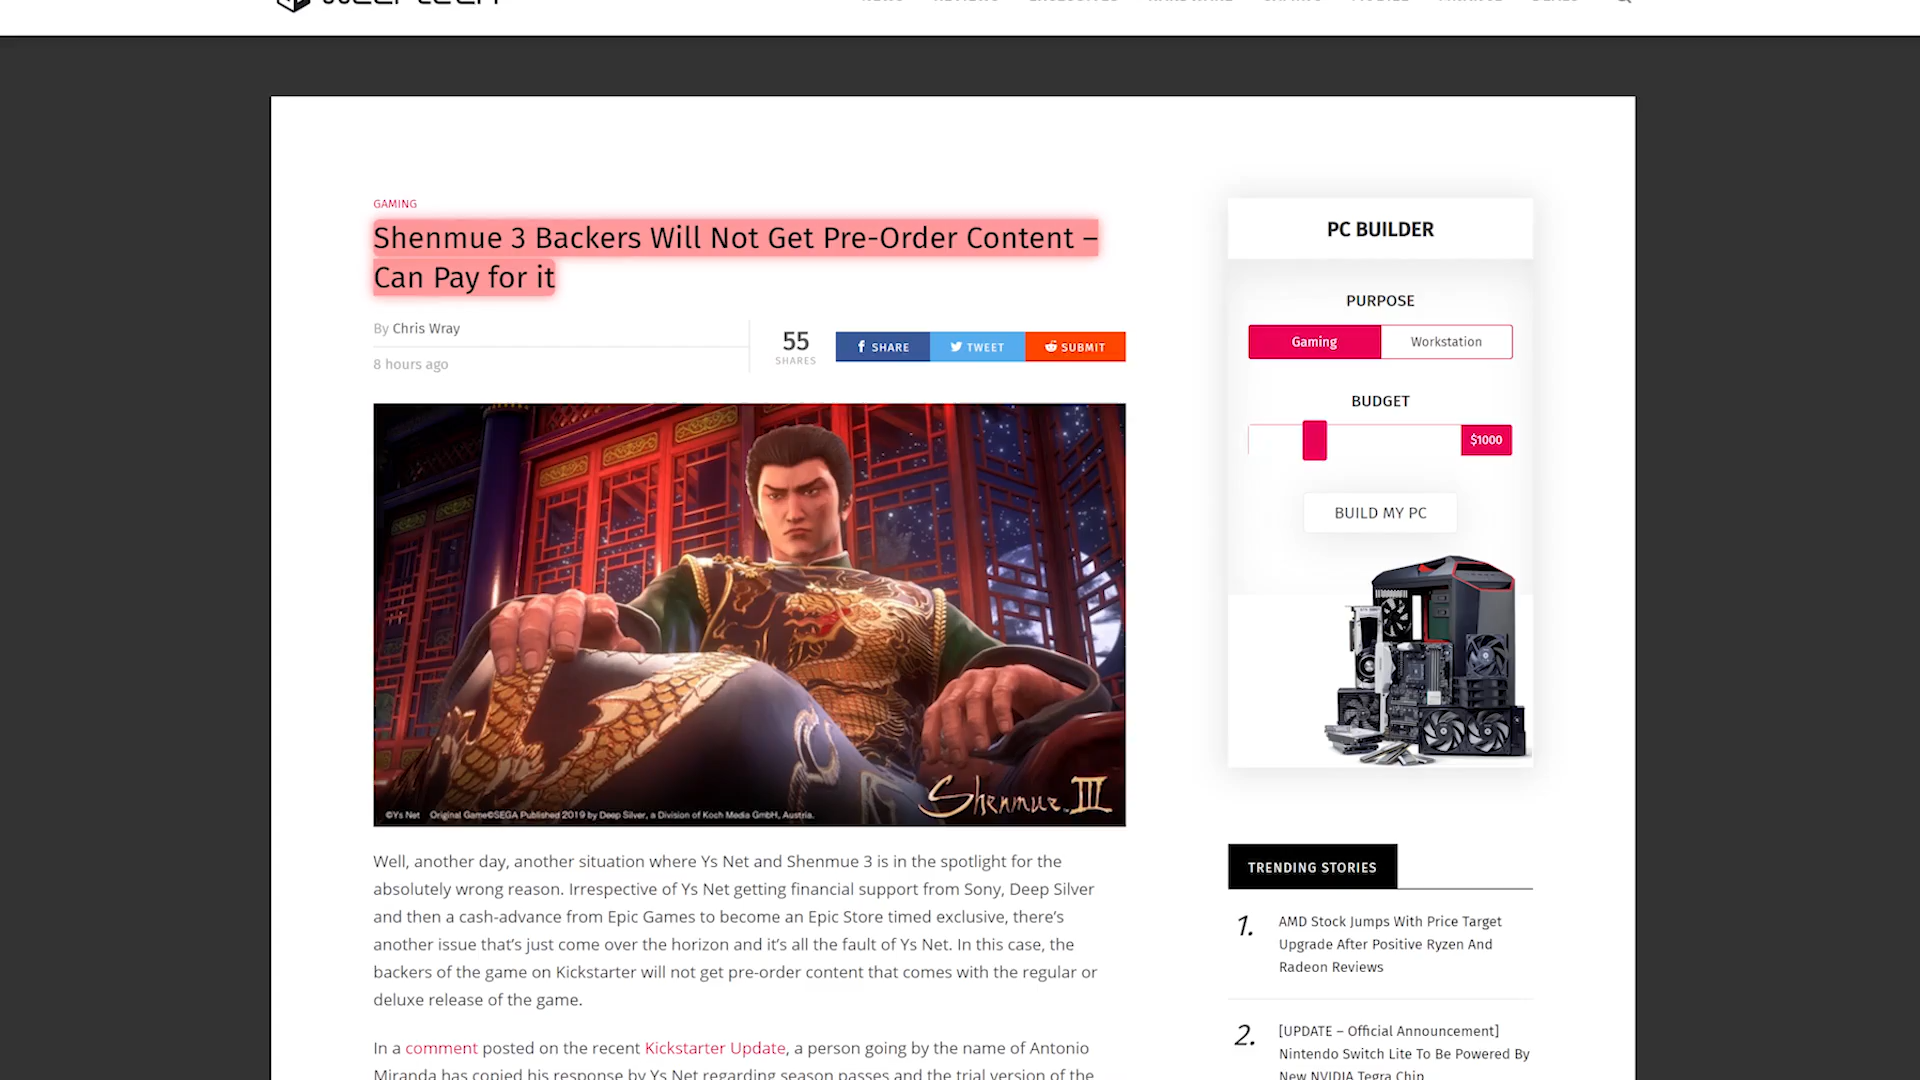 GAMING
Shenmue 3 Backers Will Not Get Pre-Order Content –
Can Pay for it
By Chris Wray
8 hours ago
55
SHARES
SHARE
TWEET
SUBMIT
Shenmue III
©Ys Net Original Game©SEGA Published 2019 by Deep Silver, a Division of Koch Media GmbH, Austria.
Well, another day, another situation where Ys Net and Shenmue 3 is in the spotlight for the
absolutely wrong reason. Irrespective of Ys Net getting financial support from Sony, Deep Silver
and then a cash-advance from Epic Games to become an Epic Store timed exclusive, there's
another issue that's just come over the horizon and it's all the fault of Ys Net. In this case, the
backers of the game on Kickstarter will not get pre-order content that comes with the regular or
deluxe release of the game.
In a comment posted on the recent Kickstarter Update, a person going by the name of Antonio
Miranda has copied his response by Ys Net regarding season passes and the trial version of the
PC BUILDER
PURPOSE
Gaming
Workstation
BUDGET
$1000
BUILD MY PC
TRENDING STORIES
1.
AMD Stock Jumps With Price Target
Upgrade After Positive Ryzen And
Radeon Reviews
2.
[UPDATE – Official Announcement]
Nintendo Switch Lite To Be Powered By
New NVIDIA Tegra Chip